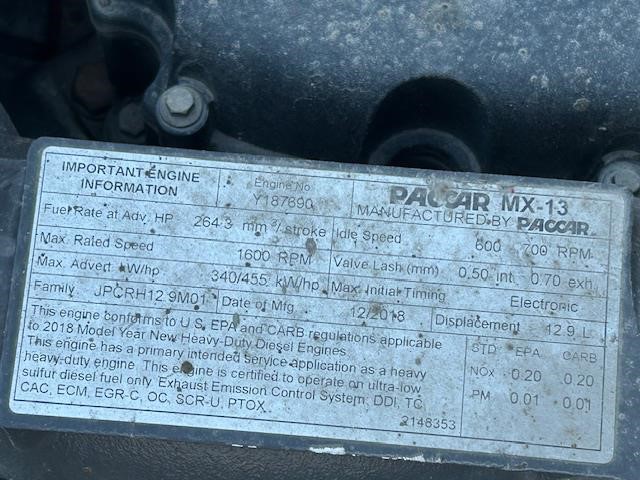 IMPORTANT ENGINE INFORMATION
Engine No Y187690
PACCAR MX-13
MANUFACTURED BY PACCAR
Fuel Rate at Adv. HP 264.3 mm³/stroke
Idle Speed 600 700 RPM
Max. Rated Speed 1600 RPM
Valve Lash (mm) 0.50 int 0.70 exh.
Max. Advert kW/hp 340/455 kW/hp
Max. Initial Timing Electronic
Family JPCRH12.9M01
Date of Mfg. 12/2018
Displacement 12.9 L
This engine conforms to U.S. EPA and CARB regulations applicable
to 2018 Model Year New Heavy-Duty Diesel Engines.
This engine has a primary intended service application as a heavy
heavy-duty engine. This engine is certified to operate on ultra-low
sulfur diesel fuel only. Exhaust Emission Control System; DDI, TC,
CAC, ECM, EGR-C, OC, SCR-U, PTOX.
2148353
STD EPA CARB
NOx 0.20 0.20
PM 0.01 0.01